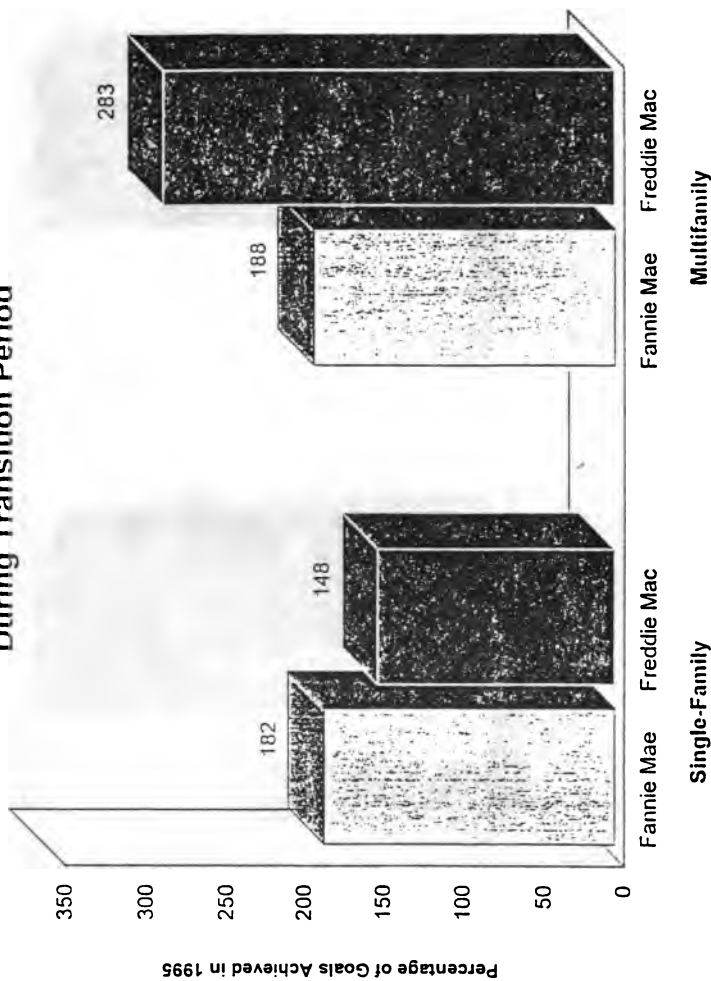 During Transition Period
Percentage of Goals Achieved in 1995
350
300
250
200
150
100
50
0
182
148
188
283
Fannie Mae
Freddie Mac
Fannie Mae
Freddie Mac
Single-Family
Multifamily